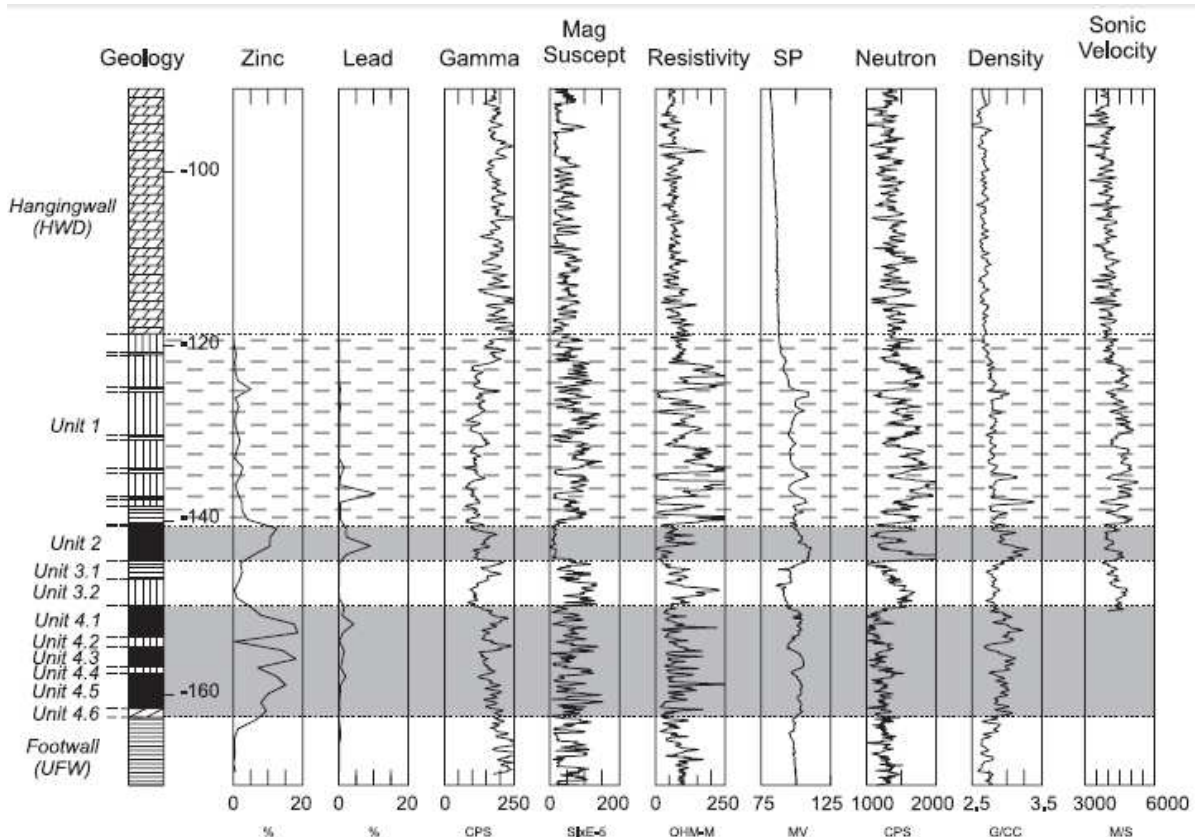 Geology
Zinc
Lead
Gamma
Mag
Suscept
Resistivity
SP
Neutron
Density
Sonic
Velocity
Hangingwall
(HWD)
Unit 1
Unit 2
Unit 3.1
Unit 3.2
Unit 4.1
Unit 4.2
Unit 4.3
Unit 4.4
Unit 4.5
Unit 4.6
Footwall
(UFW)
-100
-120
-140
-160
0 20 0 20 0 250 0 200 0 250 75 125 1000 2000 2.5 3.5 3000 6000
% % CPS SIxE-5 OHM-M MV CPS G/CC M/S